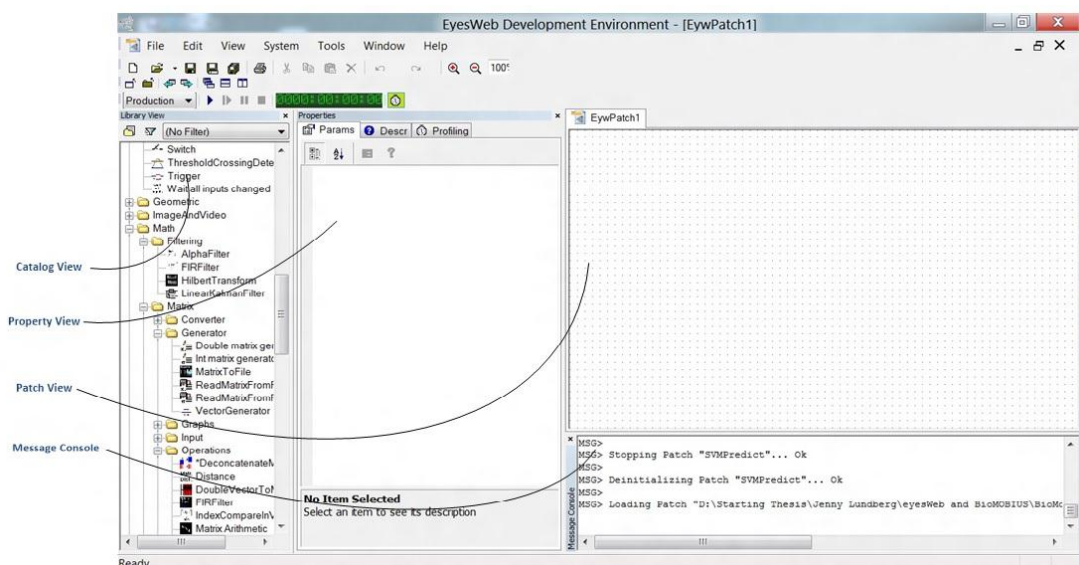 EyesWeb Development Environment - [EywPatch1]
File Edit View System Tools Window Help
100%
Production
Library View
Properties
(No Filter)
Params Descr Profiling
EywPatch1
Switch
ThresholdCrossingDete
Trigger
Wait all inputs changed
Geometric
ImageAndVideo
Math
Filtering
AlphaFilter
FIRFilter
HilbertTransform
LinearKalmanFilter
Matrix
Converter
Generator
Double matrix ger
Int matrix generato
MatrixToFile
ReadMatrixFromF
ReadMatrixFromF
VectorGenerator
Graphs
Input
Operations
*DeconcatenateM
Distance
DoubleVectorToM
FIRFilter
IndexCompareInV
Matrix Arithmetic
Catalog View
Property View
Patch View
Message Console
No Item Selected
Select an item to see its description
Message Console
MSG>
MSG> Stopping Patch "SVMPredict"... Ok
MSG>
MSG> Deinitializing Patch "SVMPredict"... Ok
MSG>
MSG> Loading Patch "D:\Starting Thesis\Jenny Lundberg\eyesWeb and BioMOBIUS\BioMo
Ready